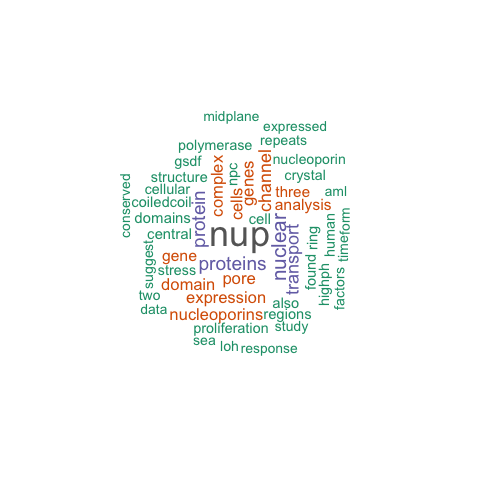 midplane
expressed
polymerase
repeats
gsdf
complex
npc
genes
channel
nucleoporin
structure
crystal
cellular
cells
three
aml
conserved
coiledcoil
protein
analysis
domains
cell
central
nup
nuclear
human
timeform
suggest
gene
proteins
transport
found ring
stress
pore
highph
factors
domain
two
expression
also
data
nucleoporins
regions
proliferation
study
sea
loh
response